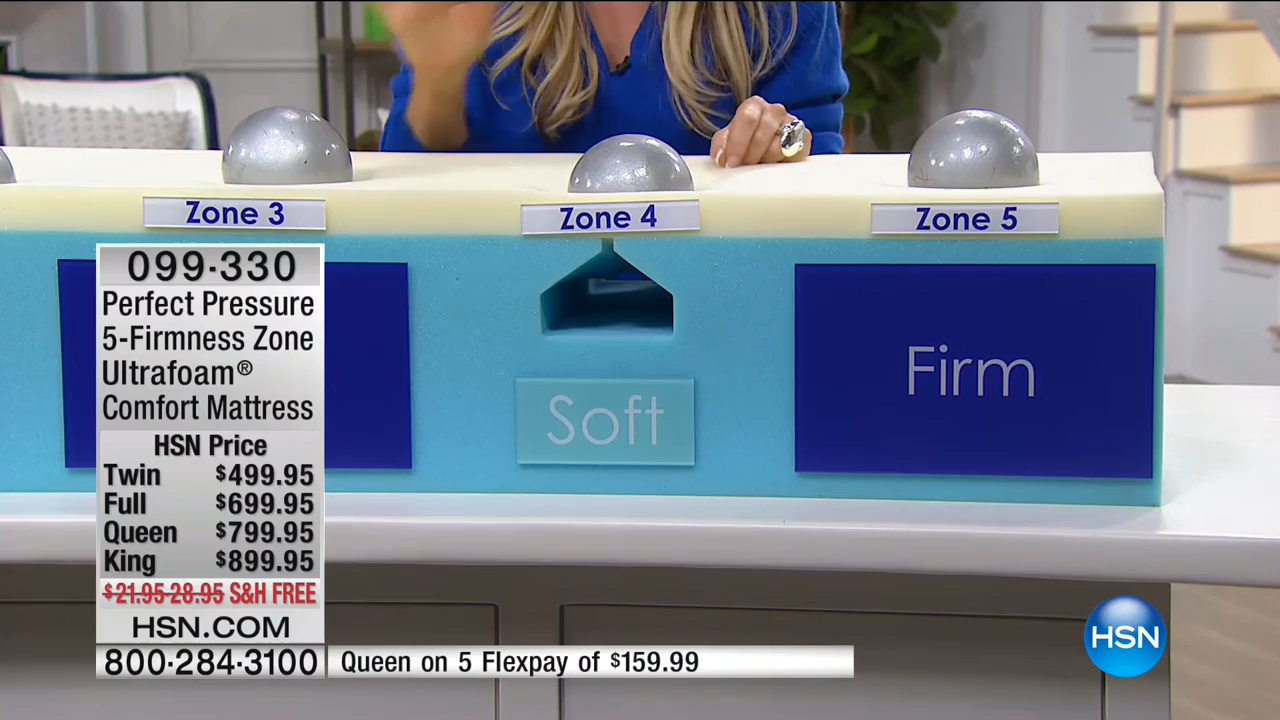 Zone 3
Zone 4
Zone 5
Soft
Firm
099-330
Perfect Pressure
5-Firmness Zone
Ultrafoam®
Comfort Mattress
HSN Price
Twin $499.95
Full $699.95
Queen $799.95
King $899.95
$21.95-28.95 S&H FREE
HSN.COM
800-284-3100
Queen on 5 Flexpay of $159.99
HSN